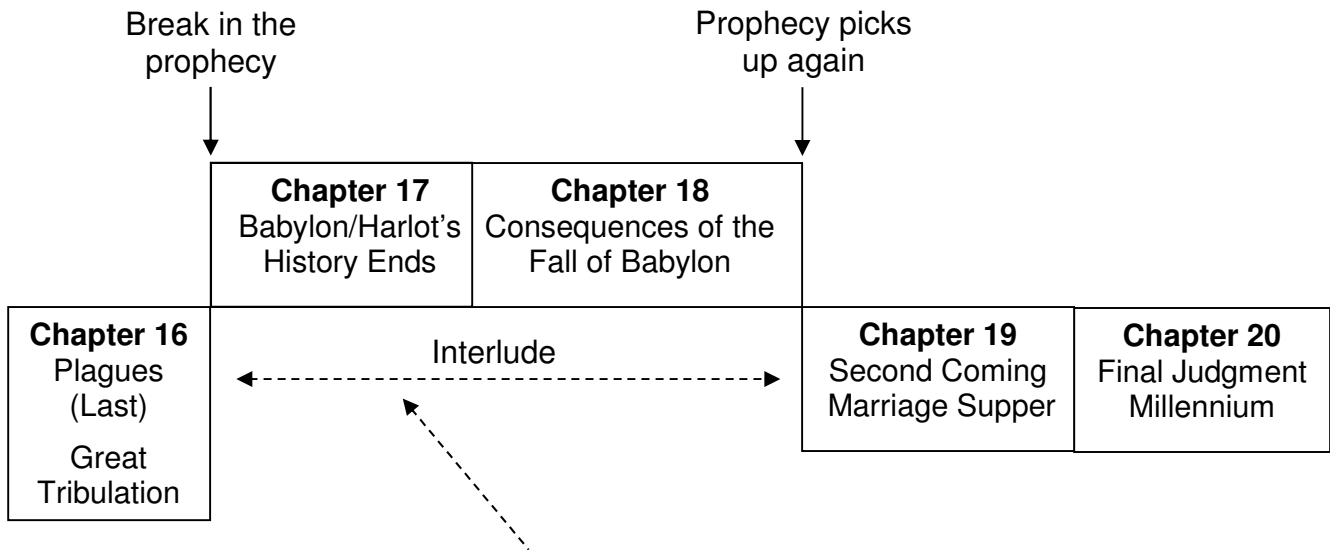 Break in the
prophecy
Prophecy picks
up again
Chapter 17
Babylon/Harlot's
History Ends
Chapter 18
Consequences of the
Fall of Babylon
Chapter 16
Plagues
(Last)
Great
Tribulation
Interlude
Chapter 19
Second Coming
Marriage Supper
Chapter 20
Final Judgment
Millennium